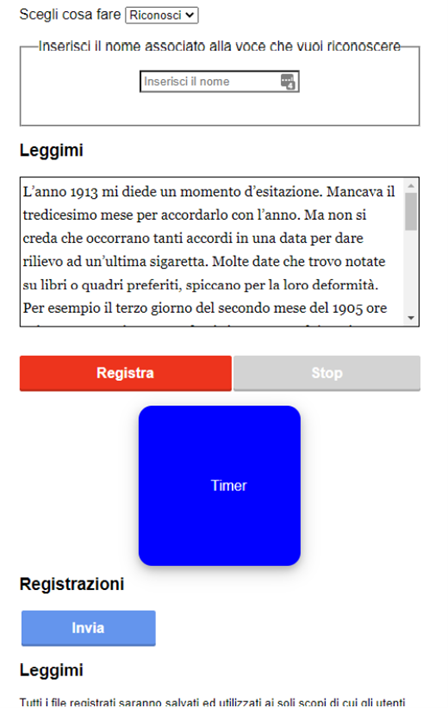 Scegli cosa fare Riconosci
Inserisci il nome associato alla voce che vuoi riconoscere
Inserisci il nome
Leggimi
L'anno 1913 mi diede un momento d'esitazione. Mancava il
tredicesimo mese per accordarlo con l'anno. Ma non si
creda che occorrano tanti accordi in una data per dare
rilievo ad un'ultima sigaretta. Molte date che trovo notate
su libri o quadri preferiti, spiccano per la loro deformità.
Per esempio il terzo giorno del secondo mese del 1905 ore
Registra Stop
Timer
Registrazioni
Invia
Leggimi
Tutti i file registrati saranno salvati ed utilizzati ai soli scopi di cui gli utenti